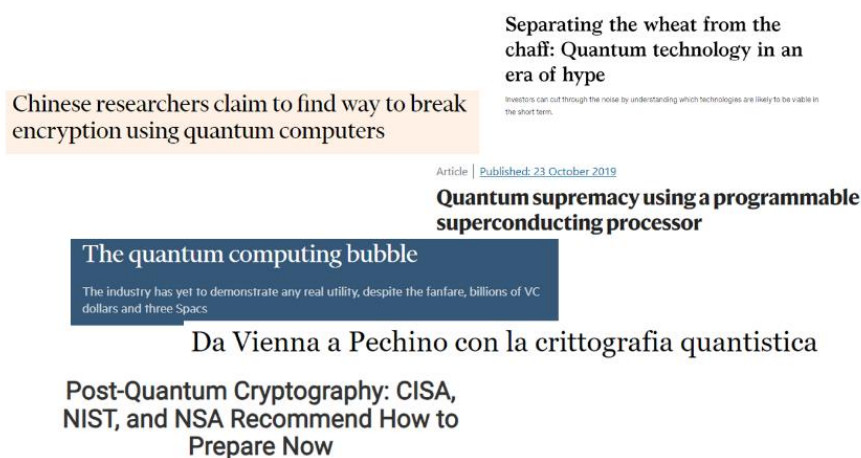 Separating the wheat from the
chaff: Quantum technology in an
era of hype
Investors can cut through the noise by understanding which technologies are likely to be viable in
the short term.
Chinese researchers claim to find way to break
encryption using quantum computers
Article | Published: 23 October 2019
Quantum supremacy using a programmable
superconducting processor
The quantum computing bubble
The industry has yet to demonstrate any real utility, despite the fanfare, billions of VC
dollars and three Spacs
Da Vienna a Pechino con la crittografia quantistica
Post-Quantum Cryptography: CISA,
NIST, and NSA Recommend How to
Prepare Now